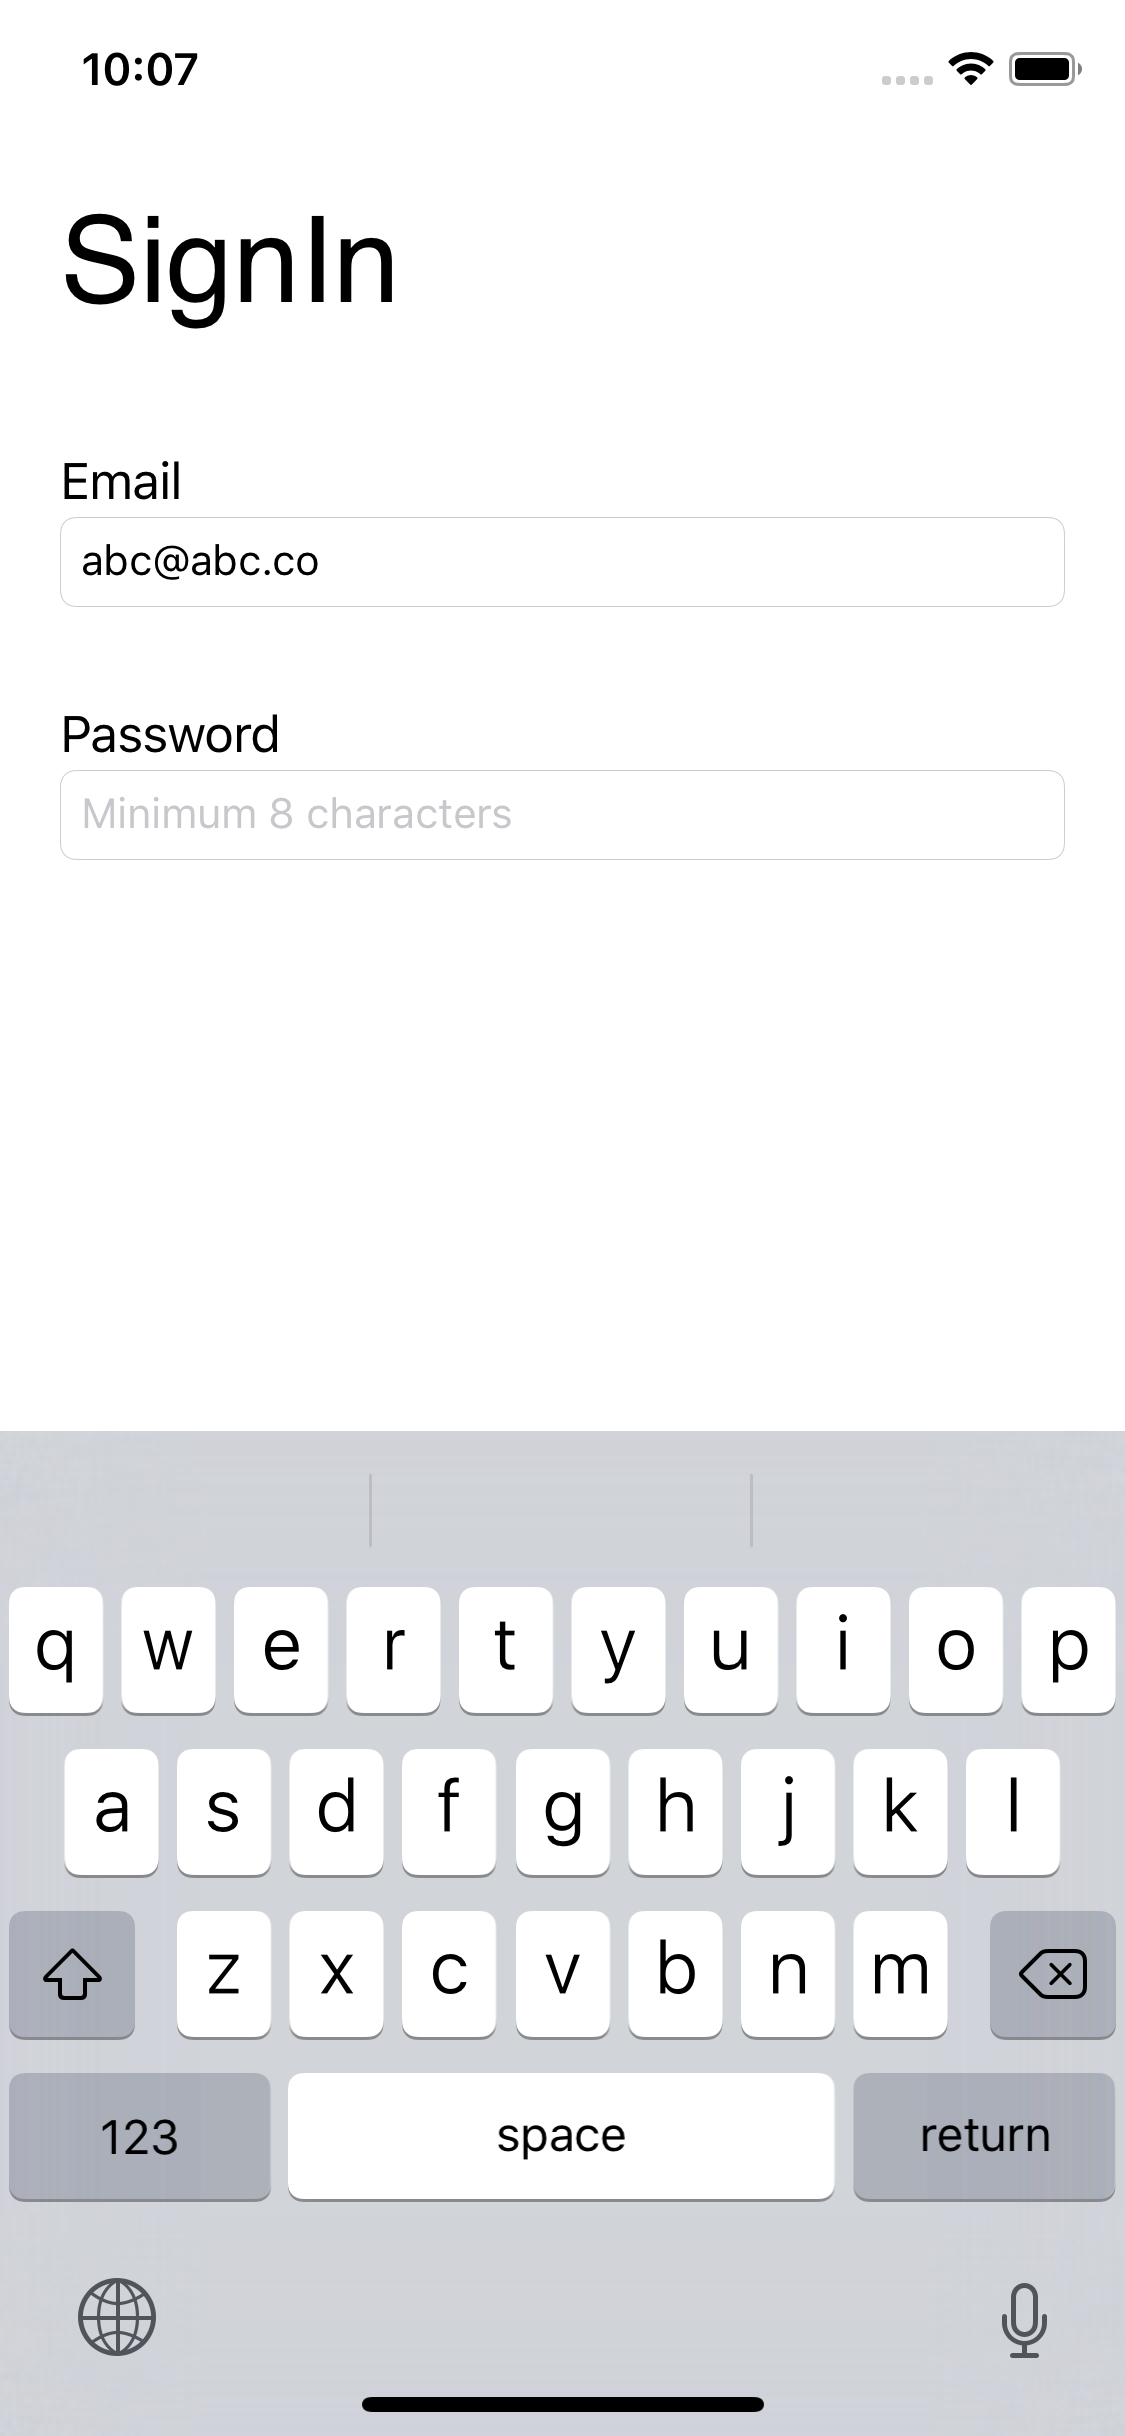 10:07
SignIn
Email
abc@abc.co
Password
Minimum 8 characters
q w e r t y u i o p
a s d f g h j k l
z x c v b n m
123 space return